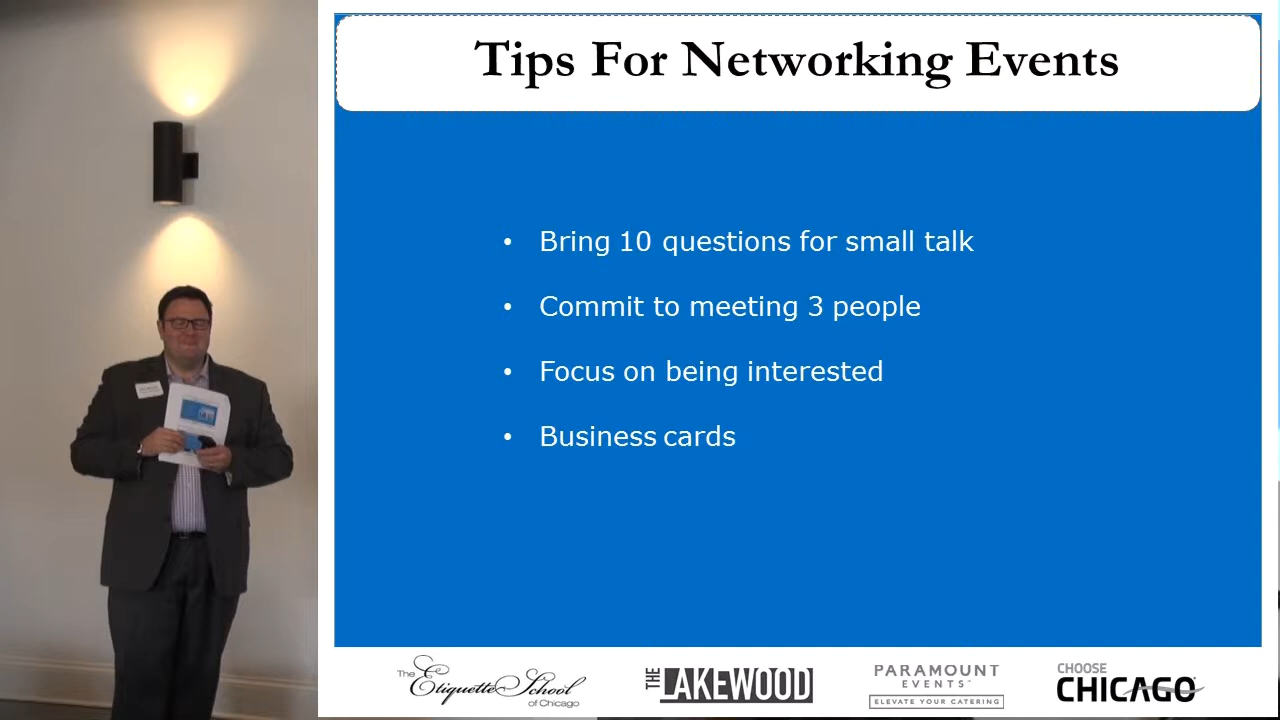 Tips For Networking Events
• Bring 10 questions for small talk
• Commit to meeting 3 people
• Focus on being interested
• Business cards
The Etiquette School
of Chicago
THE LAKEWOOD
PARAMOUNT
EVENTS
ELEVATE YOUR CATERING
CHOOSE
CHICAGO